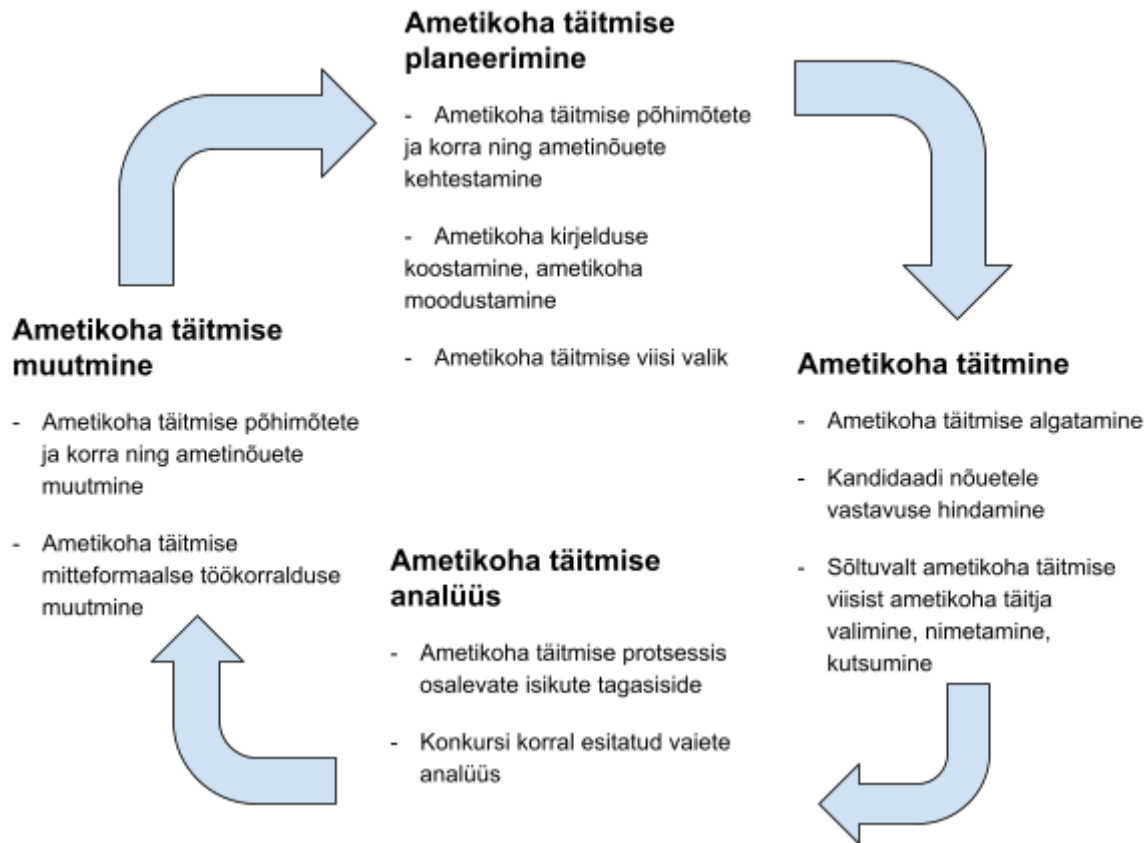 Ametikoha täitmise
planeerimine
- Ametikoha täitmise põhimõtete
ja korra ning ametinõuete
kehtestamine
- Ametikoha kirjelduse
koostamine, ametikoha
moodustamine
- Ametikoha täitmise viisi valik
Ametikoha täitmine
- Ametikoha täitmise algatamine
- Kandidaadi nõuetele
vastavuse hindamine
- Sõltuvalt ametikoha täitmise
viisist ametikoha täitja
valimine, nimetamine,
kutsumine
Ametikoha täitmise
analüüs
- Ametikoha täitmise protsessis
osalevate isikute tagasiside
- Konkursi korral esitatud vaiete
analüüs
Ametikoha täitmise
muutmine
- Ametikoha täitmise põhimõtete
ja korra ning ametinõuete
muutmine
- Ametikoha täitmise
mitteformaalse töökorralduse
muutmine